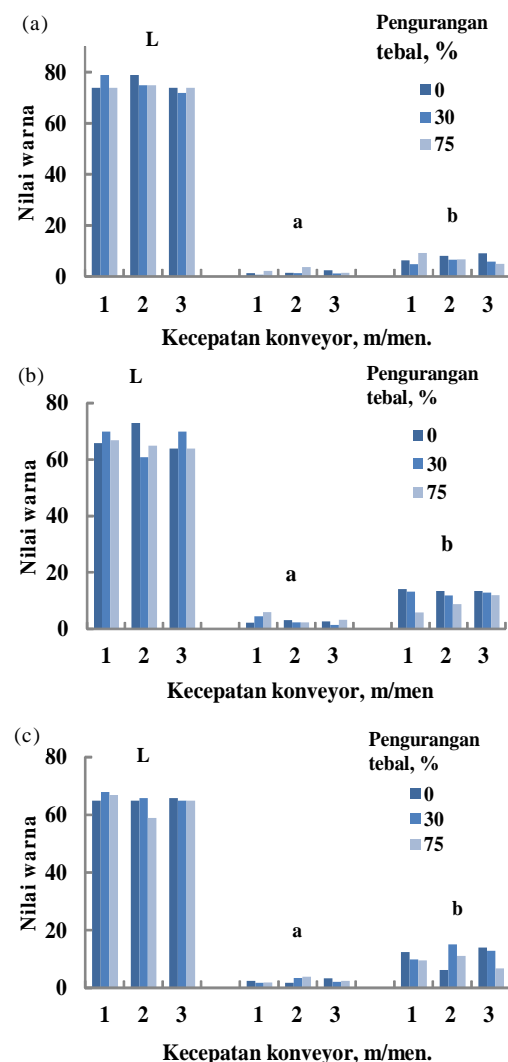 (a)
L
Pengurangan
tebal, %
80
0
60
30
75
40
Nilai warna
20
a
b
0
1 2 3 1 2 3 1 2 3
Kecepatan konveyor, m/men.
(b)
L
Pengurangan
tebal, %
80
0
60
30
75
40
Nilai warna
20
a
b
0
1 2 3 1 2 3 1 2 3
Kecepatan konveyor, m/men
(c)
L
Pengurangan
tebal, %
80
0
60
30
75
40
Nilai warna
20
a
b
0
1 2 3 1 2 3 1 2 3
Kecepatan konveyor, m/men.